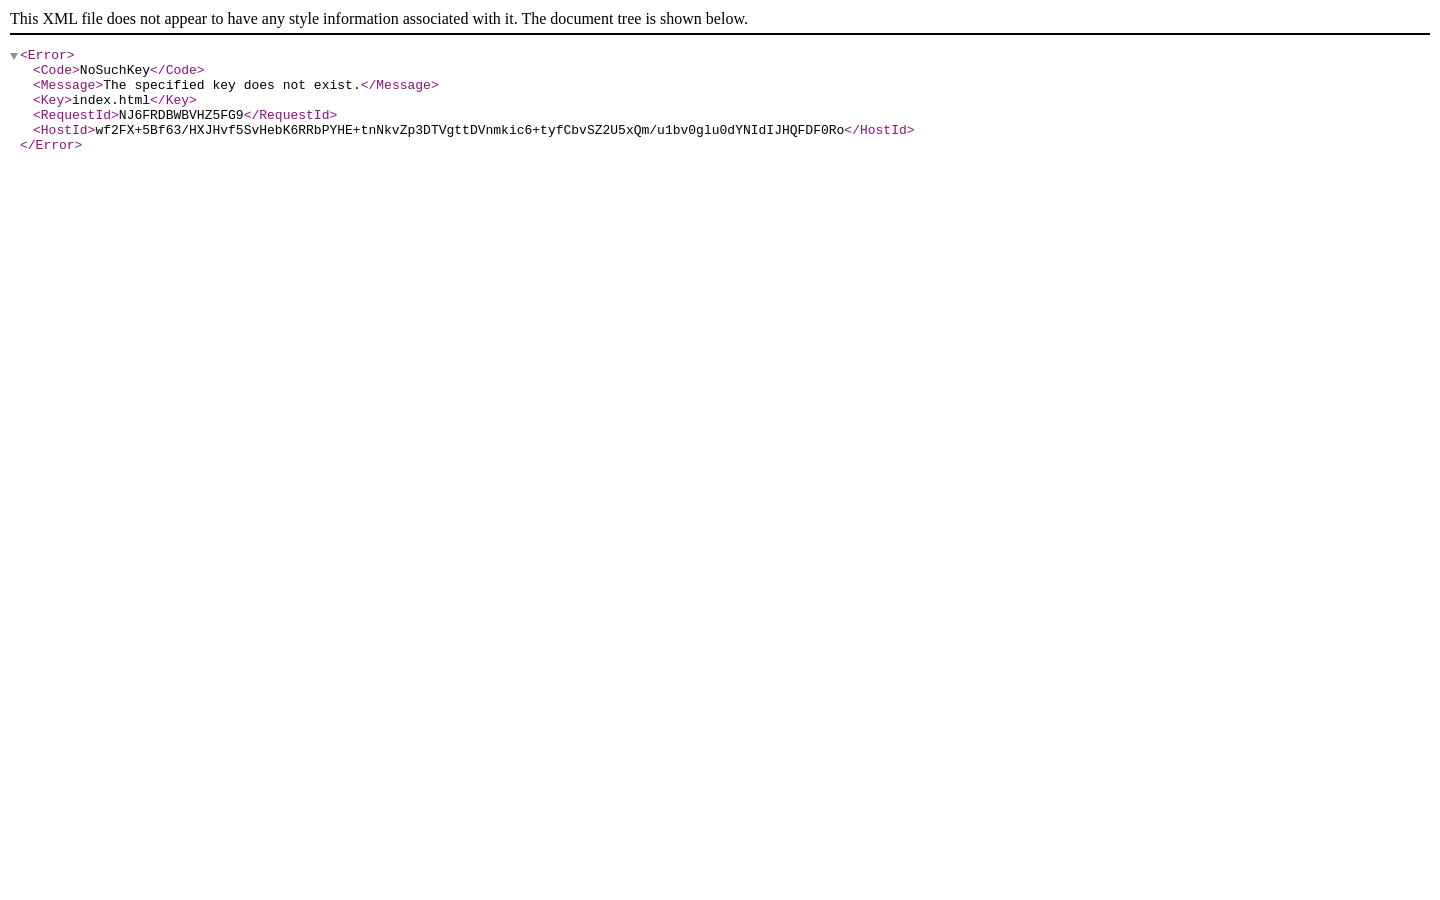 This XML file does not appear to have any style information associated with it. The document tree is shown below.
<Error>
<Code>NoSuchKey</Code>
<Message>The specified key does not exist.</Message>
<Key>index.html</Key>
<RequestId>NJ6FRDBWBVHZ5FG9</RequestId>
<HostId>wf2FX+5Bf63/HXJHvf5SvHebK6RRbPYHE+tnNkvZp3DTVgttDVnmkic6+tyfCbvSZ2U5xQm/u1bv0glu0dYNIdIJHQFDF0Ro</HostId>
</Error>